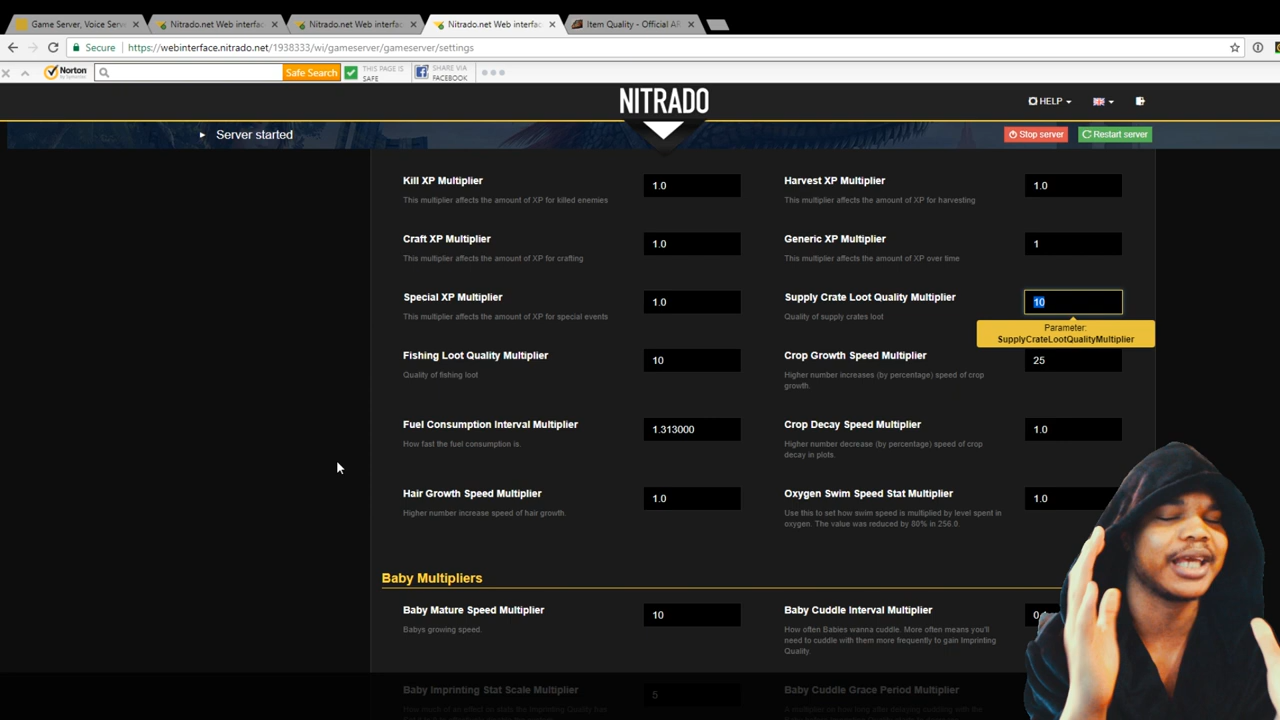 Game Server, Voice Serve
Nitrado.net Web interfac
Nitrado.net Web interfac
Nitrado.net Web interfac
Item Quality - Official AR
Secure
https://webinterface.nitrado.net/1938333/wi/gameserver/gameserver/settings
Norton
Safe Search
THIS PAGE IS
SAFE
SHARE VIA
FACEBOOK
NITRADO
HELP
Server started
Stop server
Restart server
Kill XP Multiplier
1.0
This multiplier affects the amount of XP for killed enemies
Harvest XP Multiplier
1.0
This multiplier affects the amount of XP for harvesting
Craft XP Multiplier
1.0
This multiplier affects the amount of XP for crafting
Generic XP Multiplier
1
This multiplier affects the amount of XP over time
Special XP Multiplier
1.0
This multiplier affects the amount of XP for special events
Supply Crate Loot Quality Multiplier
10
Quality of supply crates loot
Parameter:
SupplyCrateLootQualityMultiplier
Fishing Loot Quality Multiplier
10
Quality of fishing loot
Crop Growth Speed Multiplier
25
Higher number increases (by percentage) speed of crop
growth.
Fuel Consumption Interval Multiplier
1.313000
How fast the fuel consumption is.
Crop Decay Speed Multiplier
1.0
Higher number decrease (by percentage) speed of crop
decay in plots.
Hair Growth Speed Multiplier
1.0
Higher number increase speed of hair growth.
Oxygen Swim Speed Stat Multiplier
1.0
Use this to set how swim speed is multiplied by level spent in
oxygen. The value was reduced by 80% in 256.0.
Baby Multipliers
Baby Mature Speed Multiplier
10
Babys growing speed.
Baby Cuddle Interval Multiplier
How often Babies wanna cuddle. More often means you'll
need to cuddle with them more frequently to gain Imprinting
Quality.
Baby Imprinting Stat Scale Multiplier
5
Baby Cuddle Grace Period Multiplier